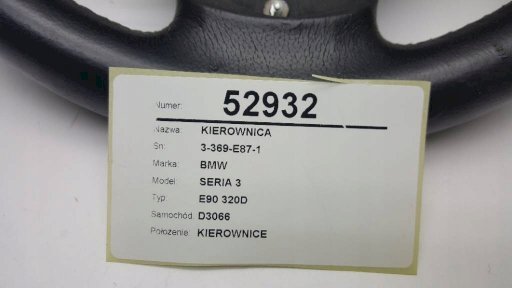 Numer: 52932
Nazwa: KIEROWNICA
Sn: 3-369-E87-1
Marka: BMW
Model: SERIA 3
Typ: E90 320D
Samochód: D3066
Położenie: KIEROWNICE